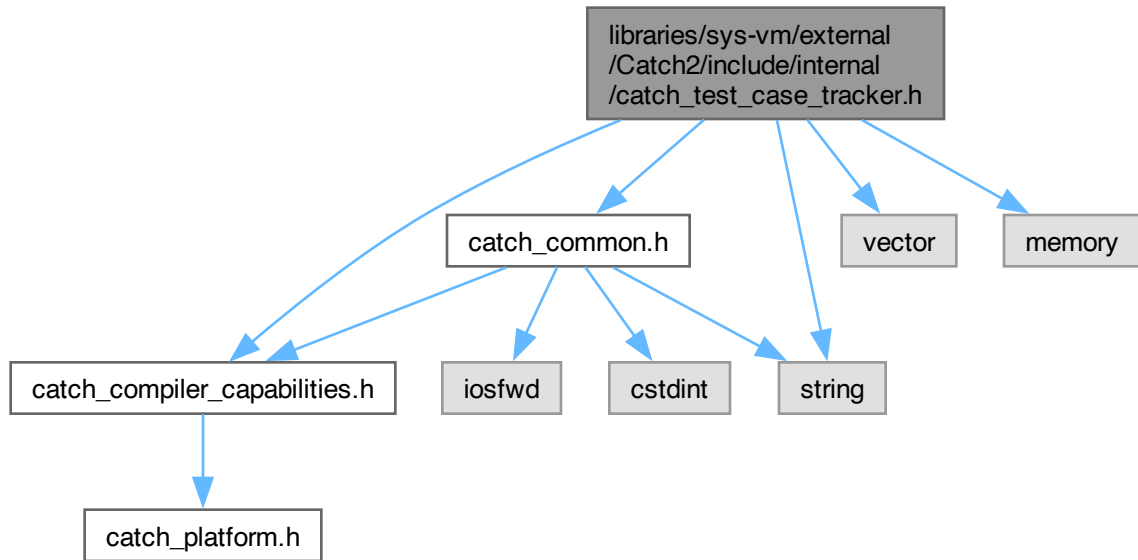 libraries/sys-vm/external
/Catch2/include/internal
/catch_test_case_tracker.h
catch_common.h
vector
memory
catch_compiler_capabilities.h
iosfwd
cstdint
string
catch_platform.h